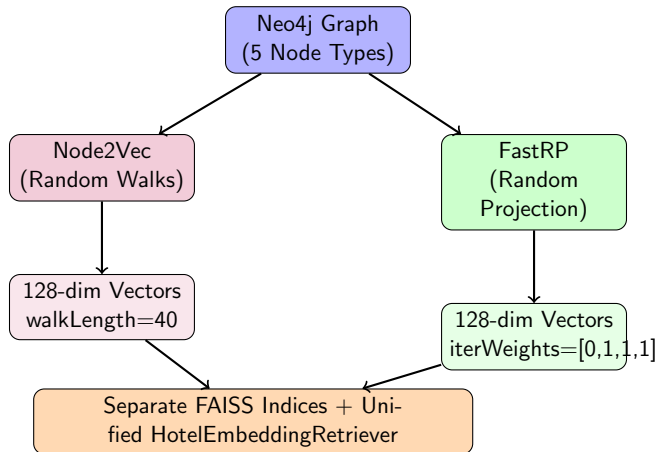 Neo4j Graph
(5 Node Types)
Node2Vec
(Random Walks)
FastRP
(Random
Projection)
128-dim Vectors
walkLength=40
128-dim Vectors
iterWeights=[0,1,1,1]
Separate FAISS Indices + Uni-
fied HotelEmbeddingRetriever